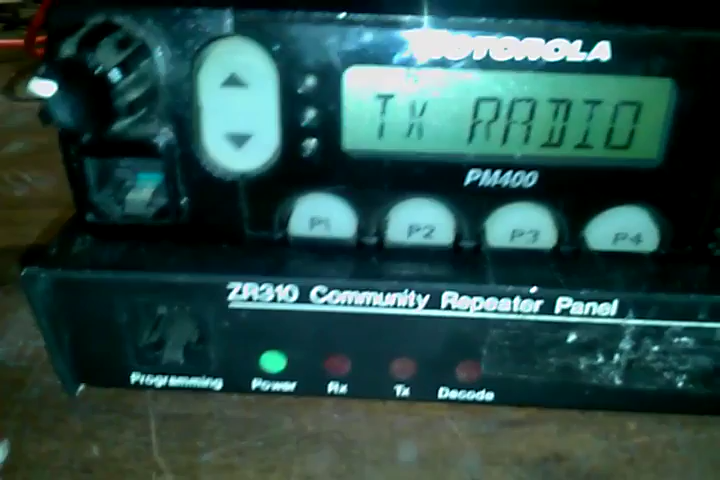 MOTOROLA
TX RADIO
PM400
P1 P2 P3 P4
ZR310 Community Repeater Panel
Programming Power Rx Tx Decode